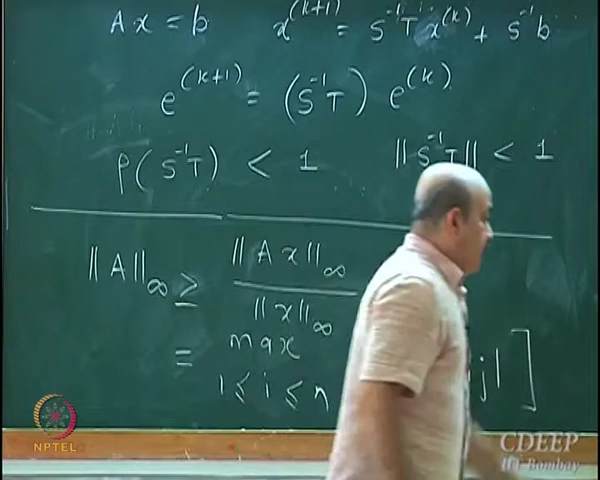 Ax = b x^(k+1) = S^-1 T x^(k) + S^-1 b
e^(k+1) = (S^-1 T) e^(k)
ρ(S^-1 T) < 1 ||S^-1 T|| < 1
||A||∞ ≥ ||Ax||∞ / ||x||∞
= max j| ]
1 ≤ i ≤ n
NPTEL
CDEEP
IIT Bombay